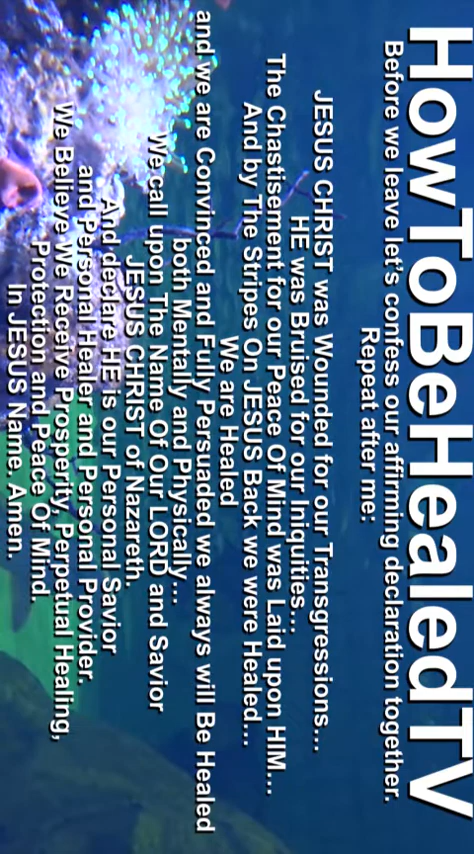 HowToBeHealedTV
Before we leave let's confess our affirming declaration together.
Repeat after me:
JESUS CHRIST was Wounded for our Transgressions...
HE was Bruised for our Iniquities...
The Chastisement for our Peace Of Mind was Laid upon HIM...
And by The Stripes On JESUS Back we were Healed...
We are Healed
and we are Convinced and Fully Persuaded we always will Be Healed
both Mentally and Physically...
We call upon The Name Of Our LORD and Savior
JESUS CHRIST of Nazareth,
And declare HE is our Personal Savior
and Personal Healer and Personal Provider.
We Believe We Receive Prosperity, Perpetual Healing,
Protection and Peace Of Mind,
In JESUS Name, Amen.